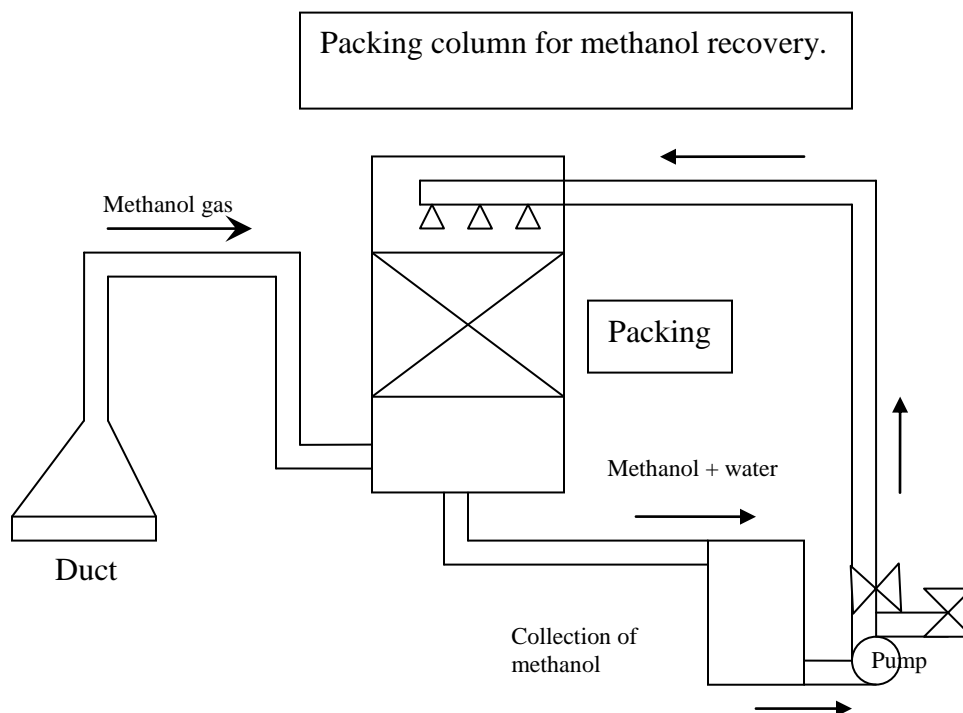 Packing column for methanol recovery.
Methanol gas
Packing
Methanol + water
Duct
Collection of
methanol
Pump